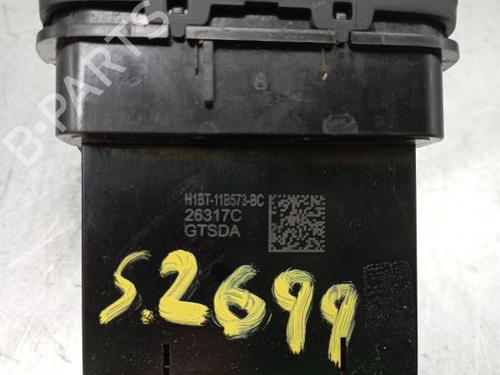 B-PARTS
H1BT-11B573-BC
26317C
GTSDA
S.2699